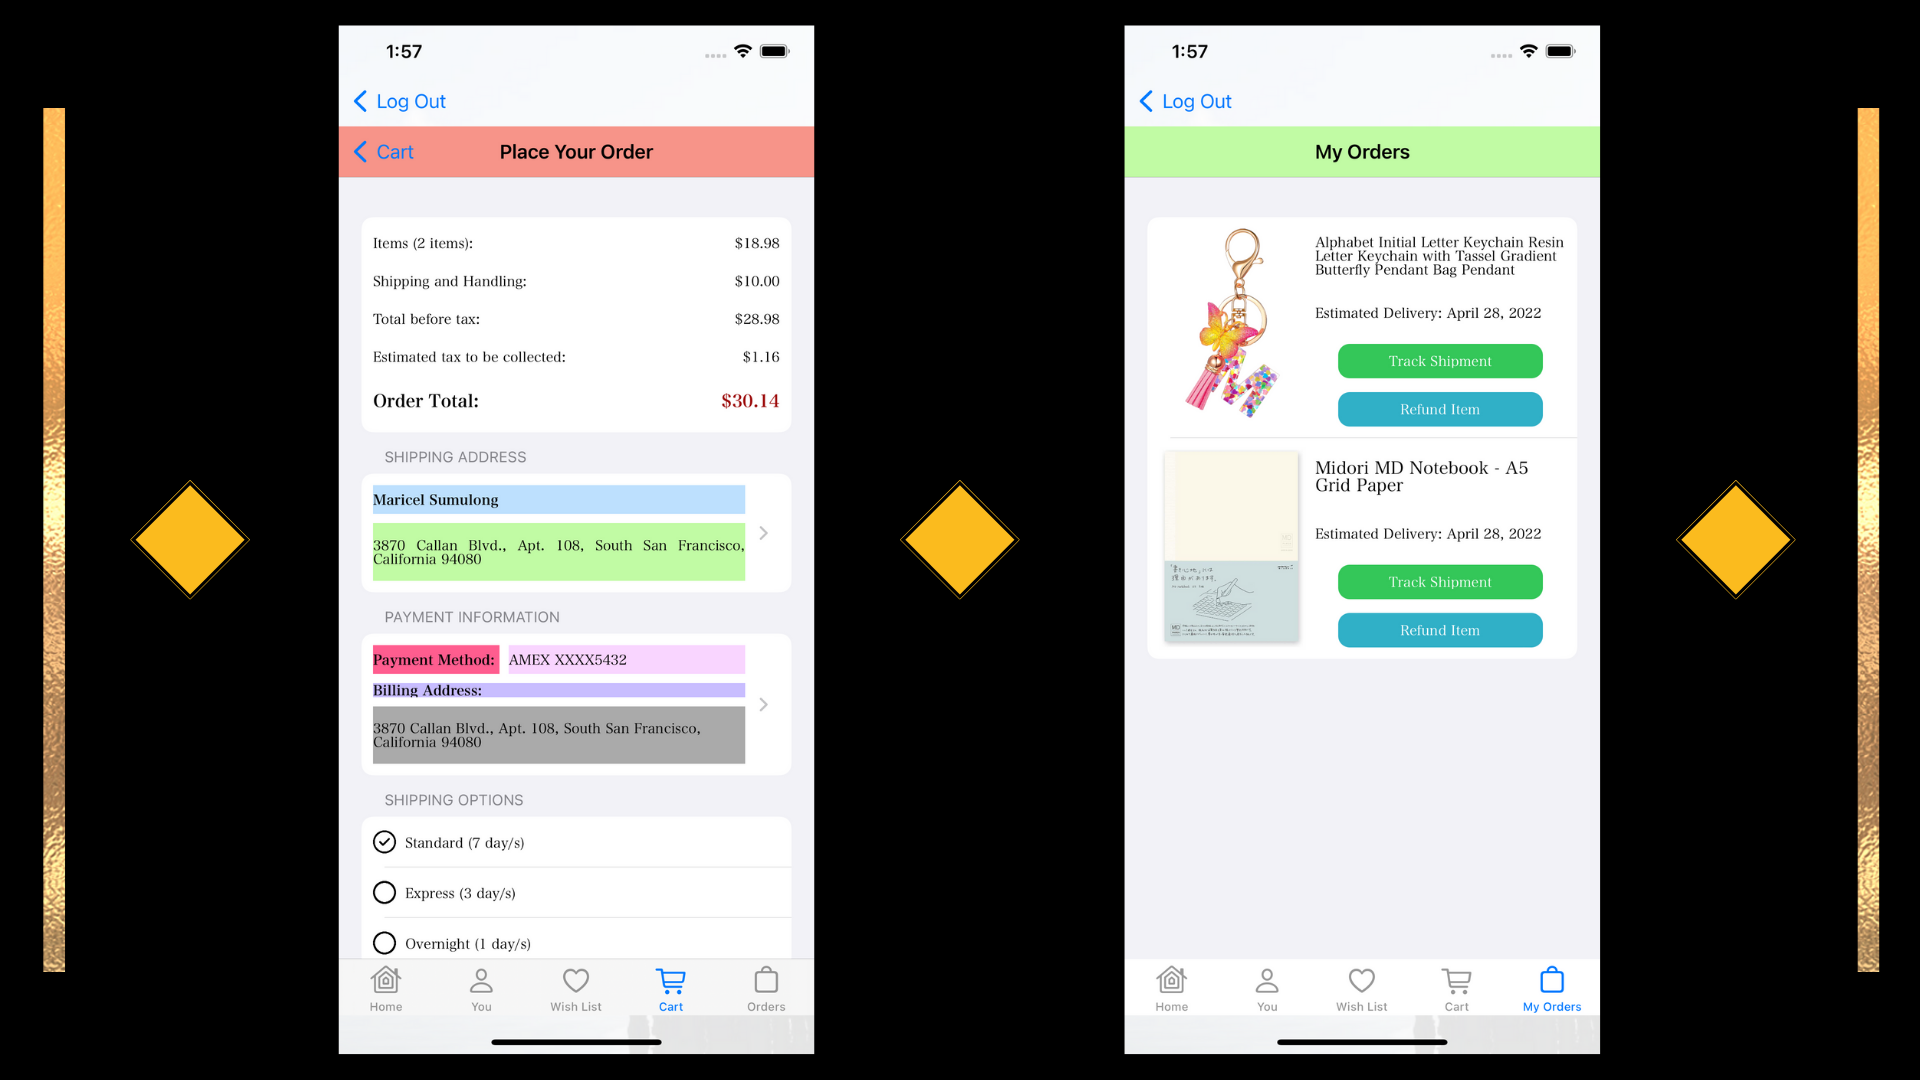 1:57
Log Out
Cart
Place Your Order
Items (2 items):
$18.98
Shipping and Handling:
$10.00
Total before tax:
$28.98
Estimated tax to be collected:
$1.16
Order Total:
$30.14
SHIPPING ADDRESS
Maricel Sumulong
3870 Callan Blvd., Apt. 108, South San Francisco,
California 94080
PAYMENT INFORMATION
Payment Method: AMEX XXXX5432
Billing Address:
3870 Callan Blvd., Apt. 108, South San Francisco,
California 94080
SHIPPING OPTIONS
Standard (7 day/s)
Express (3 day/s)
Overnight (1 day/s)
Home
You
Wish List
Cart
Orders
1:57
Log Out
My Orders
Alphabet Initial Letter Keychain Resin
Letter Keychain with Tassel Gradient
Butterfly Pendant Bag Pendant
Estimated Delivery: April 28, 2022
Track Shipment
Refund Item
M
Midori MD Notebook - A5
Grid Paper
Estimated Delivery: April 28, 2022
Track Shipment
Refund Item
MD
Home
You
Wish List
Cart
My Orders